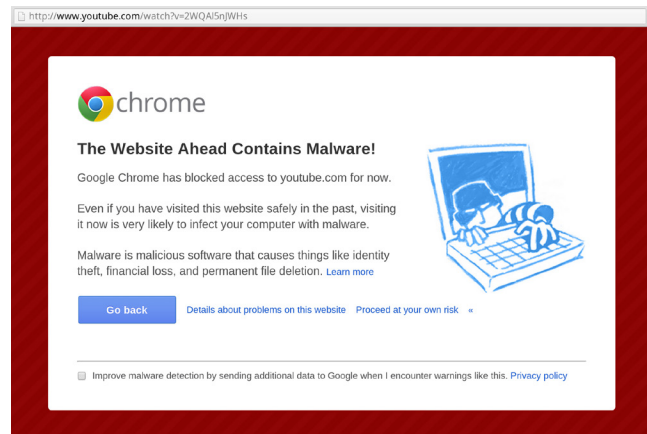 http://www.youtube.com/watch?v=2WQAl5nJWHs
chrome
The Website Ahead Contains Malware!
Google Chrome has blocked access to youtube.com for now.
Even if you have visited this website safely in the past, visiting
it now is very likely to infect your computer with malware.
Malware is malicious software that causes things like identity
theft, financial loss, and permanent file deletion. Learn more
Go back Details about problems on this website Proceed at your own risk «
Improve malware detection by sending additional data to Google when I encounter warnings like this. Privacy policy